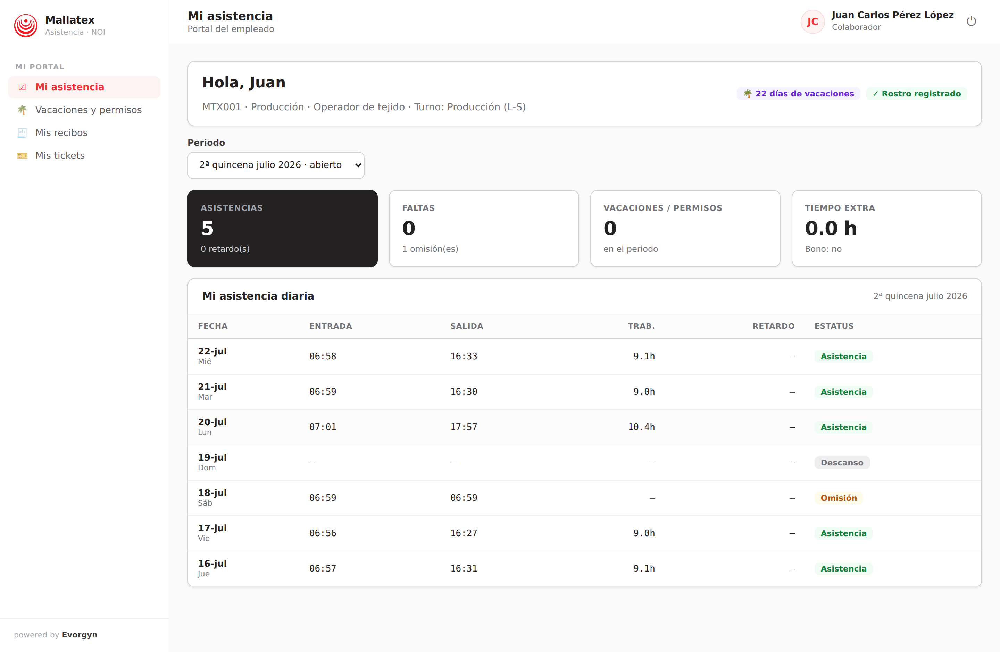 Mallatex
Asistencia · NOI
MI PORTAL
Mi asistencia
Vacaciones y permisos
Mis recibos
Mis tickets
powered by Evorgyn
Mi asistencia
Portal del empleado
JC
Juan Carlos Pérez López
Colaborador
Hola, Juan
MTX001 · Producción · Operador de tejido · Turno: Producción (L-S)
22 días de vacaciones
✓ Rostro registrado
Periodo
2ª quincena julio 2026 · abierto
ASISTENCIAS
5
0 retardo(s)
FALTAS
0
1 omisión(es)
VACACIONES / PERMISOS
0
en el periodo
TIEMPO EXTRA
0.0 h
Bono: no
Mi asistencia diaria
2ª quincena julio 2026
FECHA ENTRADA SALIDA TRAB. RETARDO ESTATUS
22-jul
Mié
06:58 16:33 9.1h — Asistencia
21-jul
Mar
06:59 16:30 9.0h — Asistencia
20-jul
Lun
07:01 17:57 10.4h — Asistencia
19-jul
Dom
— — — — Descanso
18-jul
Sáb
06:59 06:59 — — Omisión
17-jul
Vie
06:56 16:27 9.0h — Asistencia
16-jul
Jue
06:57 16:31 9.1h — Asistencia